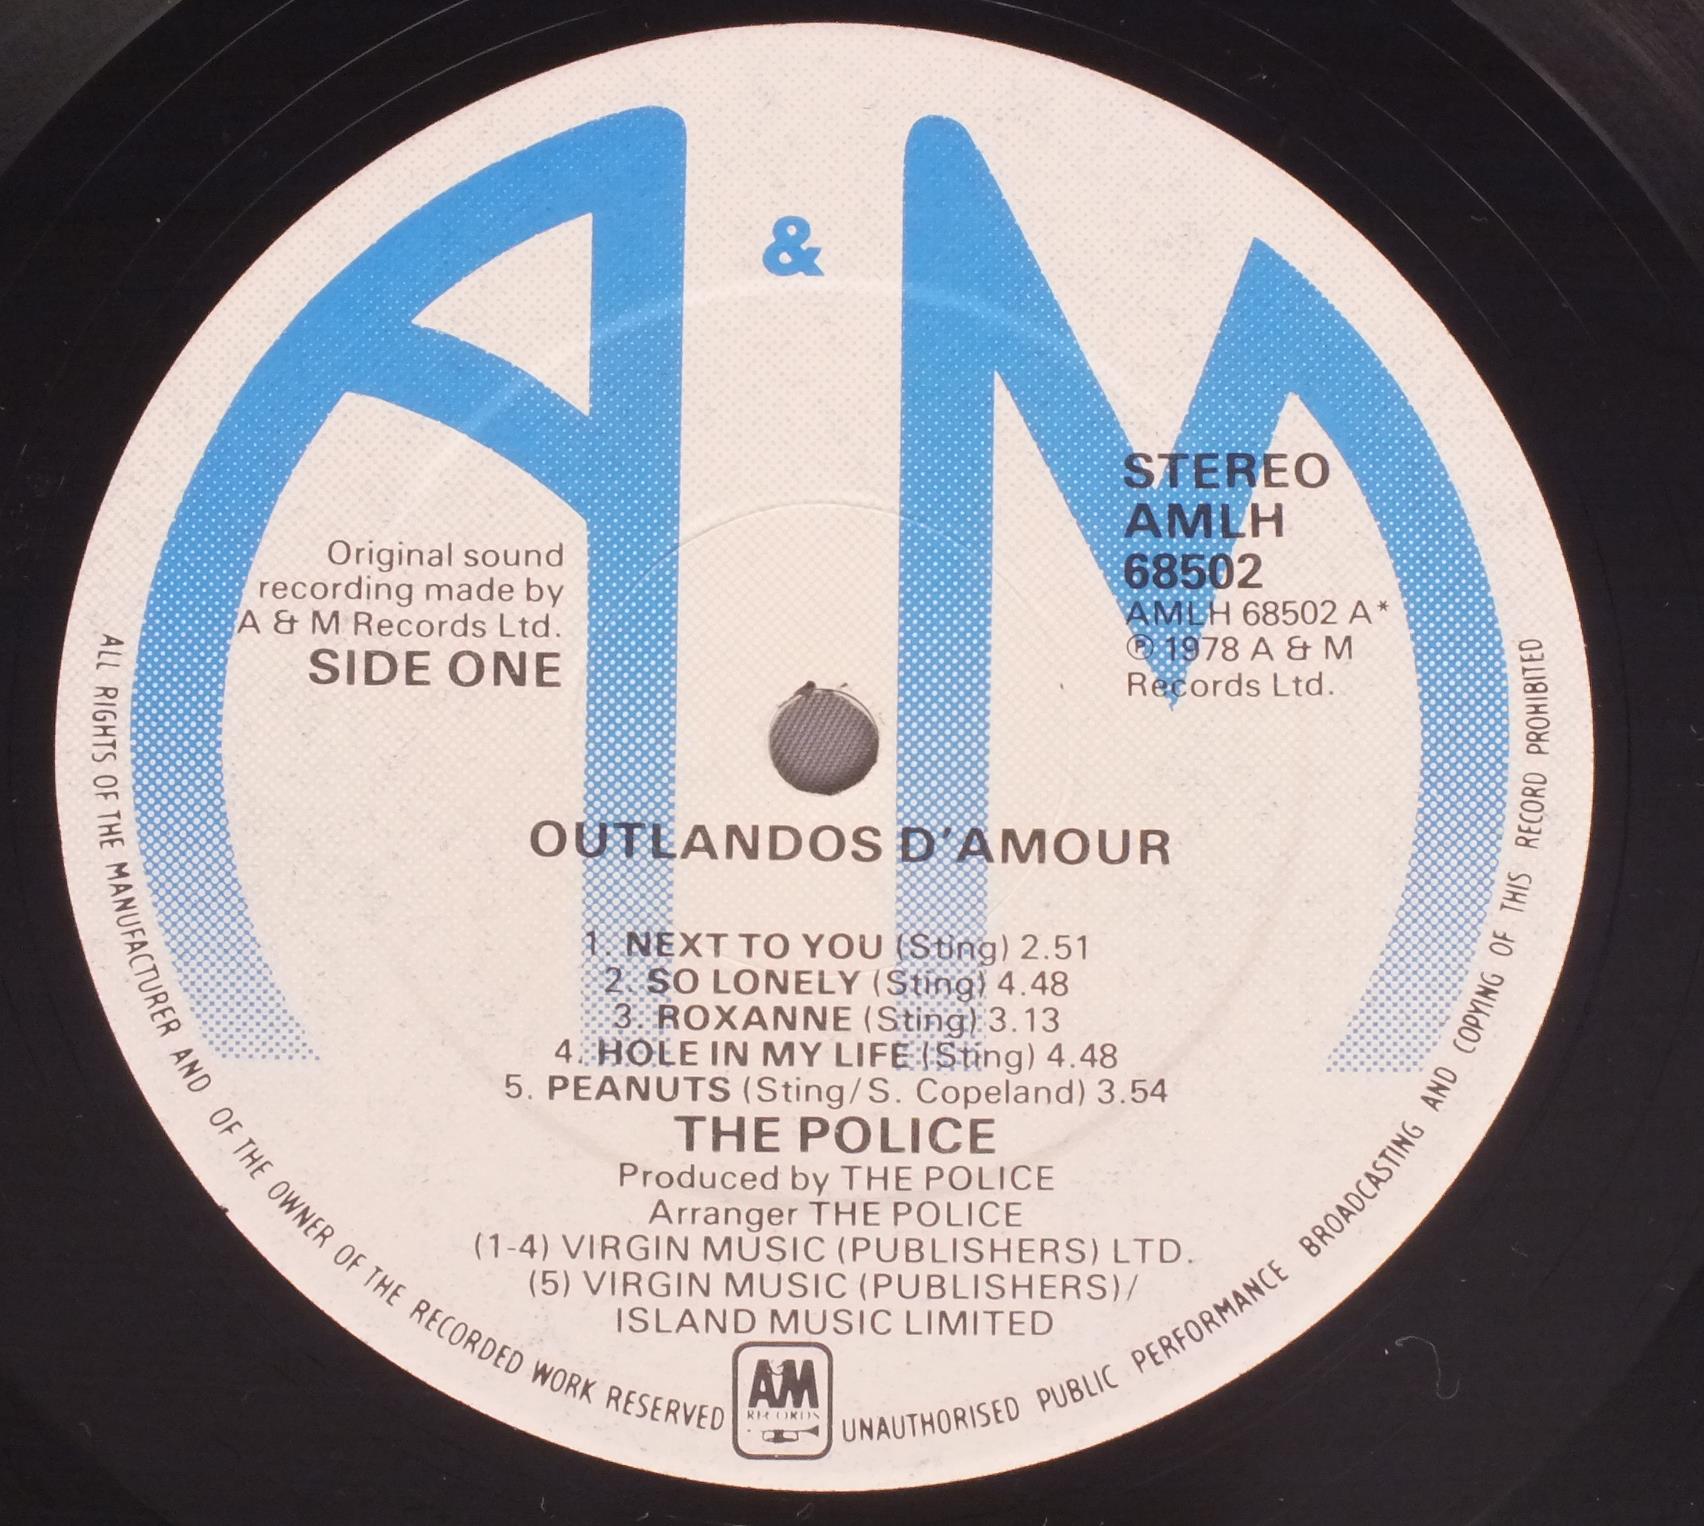 A & M
STEREO
AMLH
68502
AMLH 68502 A*
℗ 1978 A & M
Records Ltd.
Original sound
recording made by
A & M Records Ltd.
SIDE ONE
OUTLANDOS D'AMOUR
1. NEXT TO YOU (Sting) 2.51
2. SO LONELY (Sting) 4.48
3. ROXANNE (Sting) 3.13
4. HOLE IN MY LIFE (Sting) 4.48
5. PEANUTS (Sting/S. Copeland) 3.54
THE POLICE
Produced by THE POLICE
Arranger THE POLICE
(1-4) VIRGIN MUSIC (PUBLISHERS) LTD.
(5) VIRGIN MUSIC (PUBLISHERS)/
ISLAND MUSIC LIMITED
AM
RECORDS
ALL RIGHTS OF THE MANUFACTURER AND OF THE OWNER OF THE RECORDED WORK RESERVED
UNAUTHORISED PUBLIC PERFORMANCE BROADCASTING AND COPYING OF THIS RECORD PROHIBITED